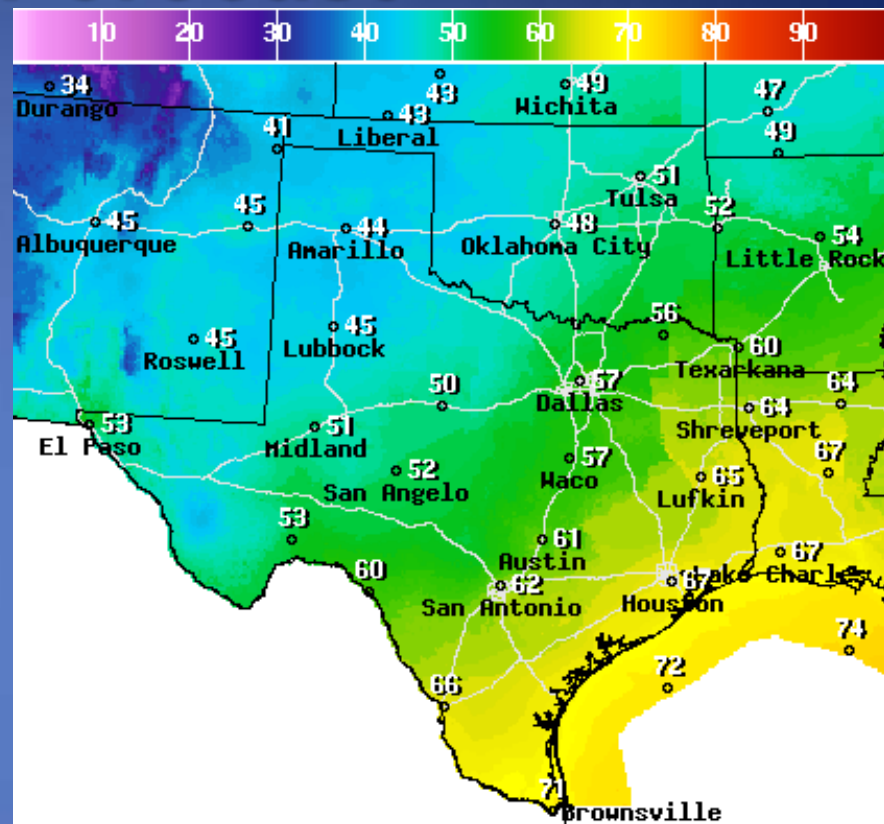 10 20 30 40 50 60 70 80 90
34 43 49 47
Durango 43 Wichita
41 Liberal 49
51
Tulsa
45 45 44 48 52 54
Albuquerque Amarillo Oklahoma City Little Rock
45 45 56
Roswell Lubbock 60
Texarkana
50 57 64
53 51 Dallas 64
El Paso Midland Shreveport
52 57 65 67
San Angelo Waco Lufkin
53 61 67
Austin
60 62 67 Lake Charles
San Antonio Houston
74
72
66
71
Brownsville